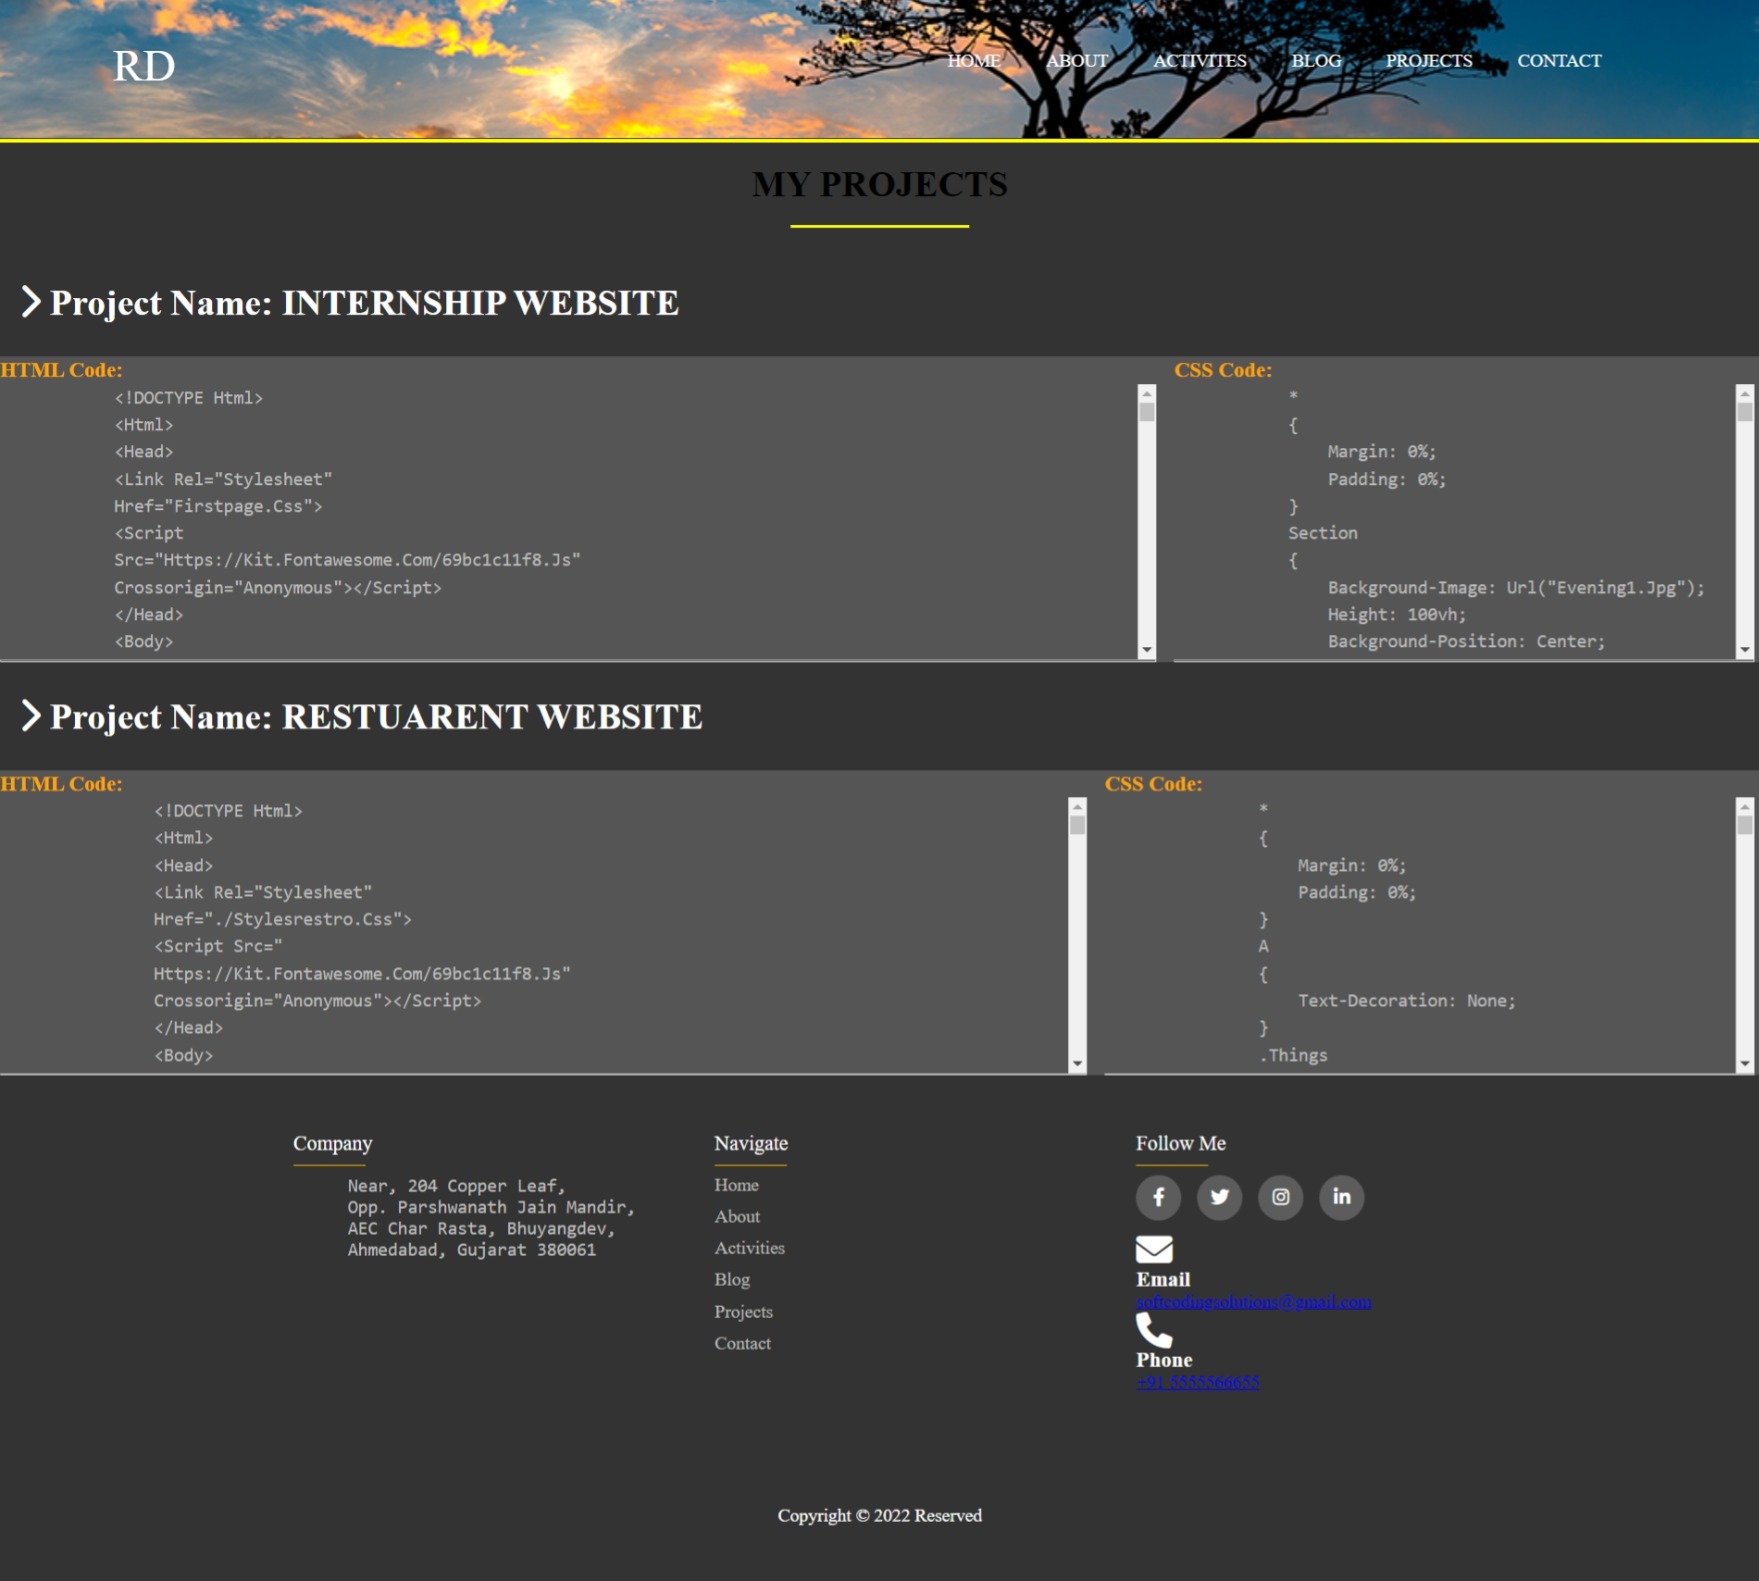 RD
HOME ABOUT ACTIVITES BLOG PROJECTS CONTACT
MY PROJECTS
Project Name: INTERNSHIP WEBSITE
HTML Code:
<!DOCTYPE Html>
<Html>
<Head>
<Link Rel="Stylesheet"
Href="Firstpage.Css">
<Script
Src="Https://Kit.Fontawesome.Com/69bc1c11f8.Js"
Crossorigin="Anonymous"></Script>
</Head>
<Body>
CSS Code:
*
{
Margin: 0%;
Padding: 0%;
}
Section
{
Background-Image: Url("Evening1.Jpg");
Height: 100vh;
Background-Position: Center;
Project Name: RESTUARENT WEBSITE
HTML Code:
<!DOCTYPE Html>
<Html>
<Head>
<Link Rel="Stylesheet"
Href="./Stylesrestro.Css">
<Script Src="
Https://Kit.Fontawesome.Com/69bc1c11f8.Js"
Crossorigin="Anonymous"></Script>
</Head>
<Body>
CSS Code:
*
{
Margin: 0%;
Padding: 0%;
}
A
{
Text-Decoration: None;
}
.Things
Company
Near, 204 Copper Leaf,
Opp. Parshwanath Jain Mandir,
AEC Char Rasta, Bhuyangdev,
Ahmedabad, Gujarat 380061
Navigate
Home
About
Activities
Blog
Projects
Contact
Follow Me
Email
softcodingsolutions@gmail.com
Phone
+91 5555566655
Copyright © 2022 Reserved